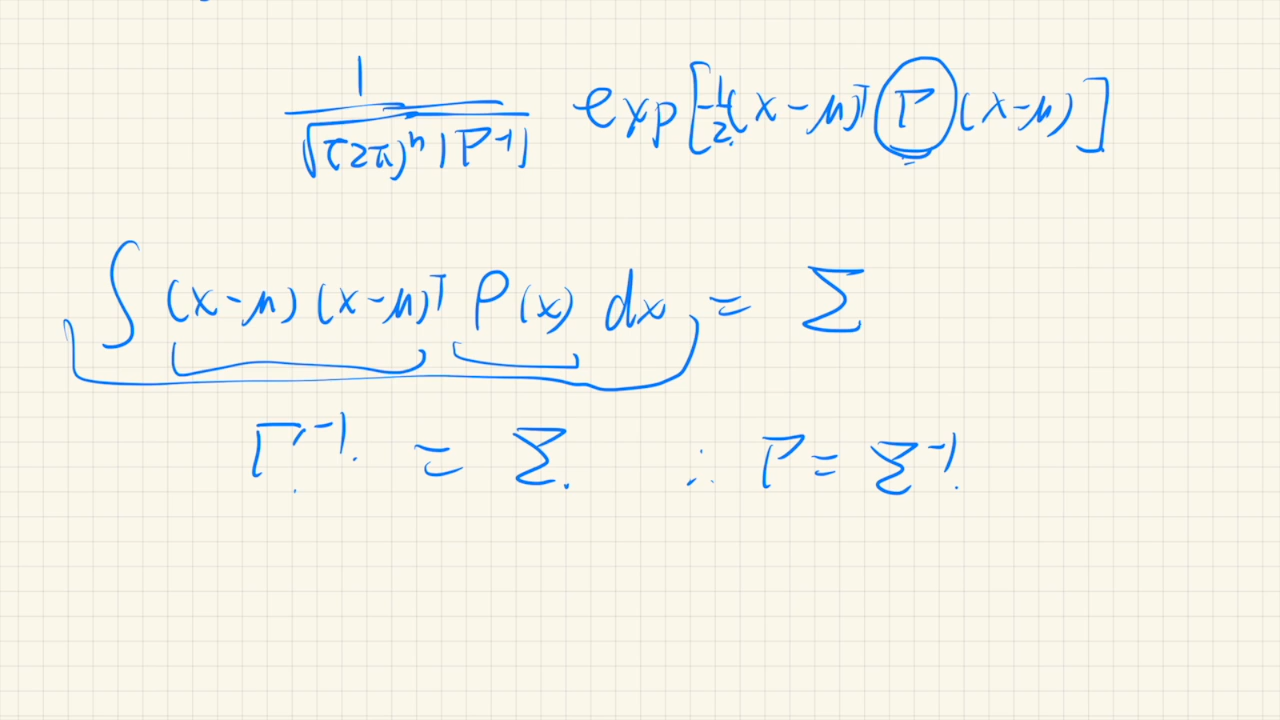 1/√((2π)ⁿ|Γ⁻¹|) exp[-1/2(x-μ)ᵀ Γ (x-μ)]
∫ (x-μ)(x-μ)ᵀ P(x) dx = Σ
Γ⁻¹. = Σ. ∴ Γ = Σ⁻¹.